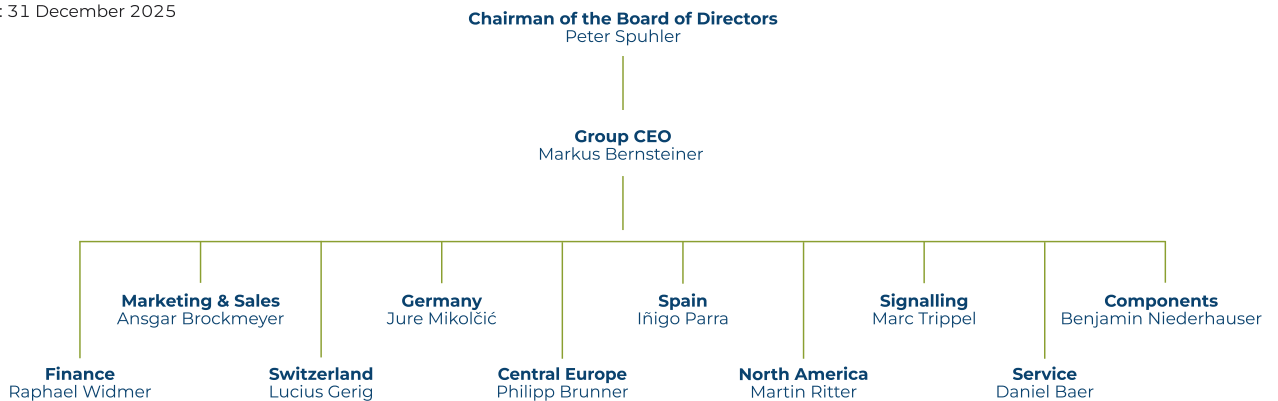 : 31 December 2025
Chairman of the Board of Directors
Peter Spuhler
Group CEO
Markus Bernsteiner
Marketing & Sales
Ansgar Brockmeyer
Germany
Jure Mikolčić
Spain
Iñigo Parra
Signalling
Marc Trippel
Components
Benjamin Niederhauser
Finance
Raphael Widmer
Switzerland
Lucius Gerig
Central Europe
Philipp Brunner
North America
Martin Ritter
Service
Daniel Baer